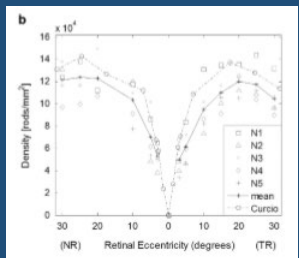 b
x 10⁴
16
14
12
10
8
6
4
2
0
Density [rods/mm²]
N1
N2
N3
N4
N5
mean
Curcio
30 20 10 0 10 20 30
(NR) Retinal Eccentricity (degrees) (TR)